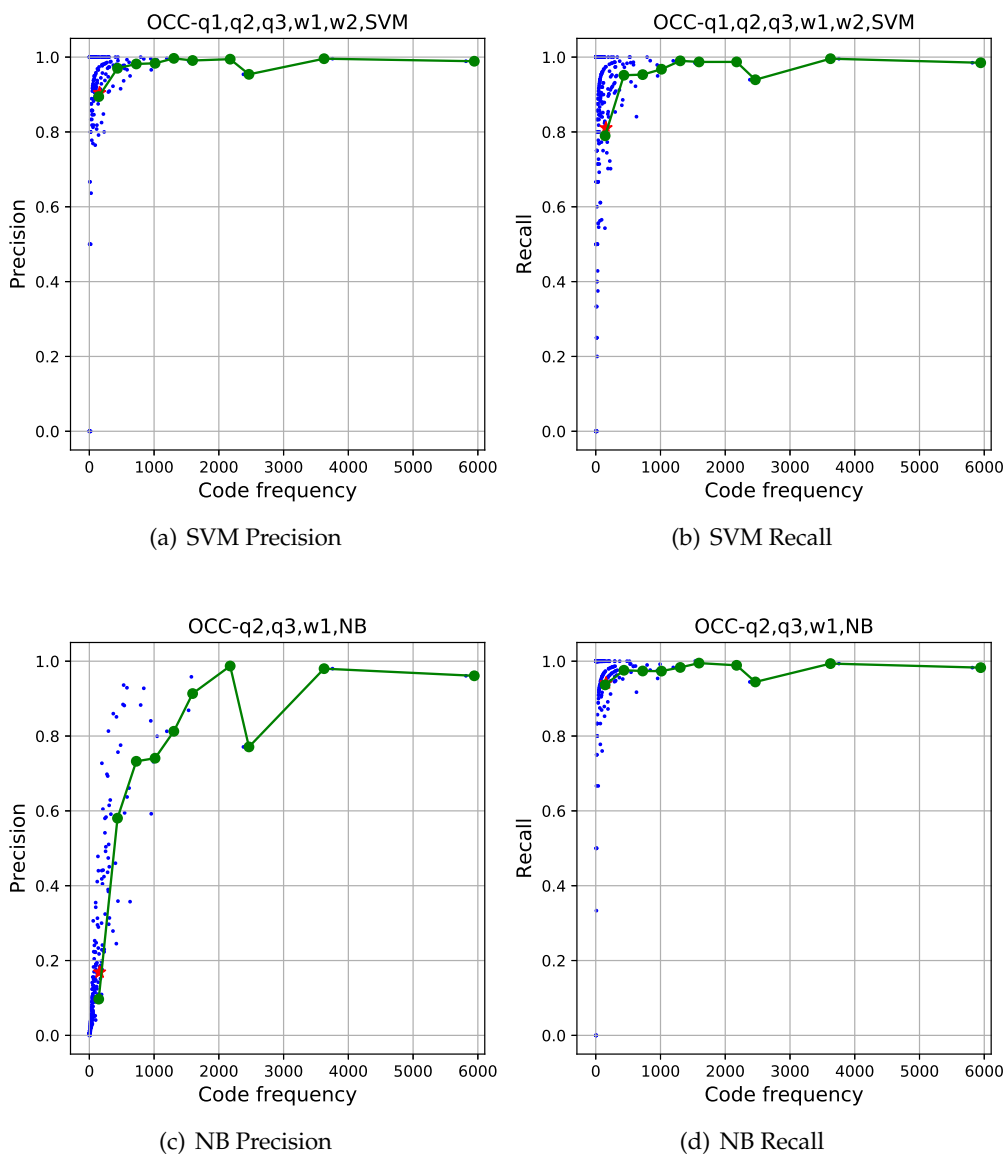 OCC-q1,q2,q3,w1,w2,SVM
1.0
0.8
0.6
0.4
0.2
0.0
Precision
0 1000 2000 3000 4000 5000 6000
Code frequency
(a) SVM Precision
OCC-q1,q2,q3,w1,w2,SVM
1.0
0.8
0.6
0.4
0.2
0.0
Recall
0 1000 2000 3000 4000 5000 6000
Code frequency
(b) SVM Recall
OCC-q2,q3,w1,NB
1.0
0.8
0.6
0.4
0.2
0.0
Precision
0 1000 2000 3000 4000 5000 6000
Code frequency
(c) NB Precision
OCC-q2,q3,w1,NB
1.0
0.8
0.6
0.4
0.2
0.0
Recall
0 1000 2000 3000 4000 5000 6000
Code frequency
(d) NB Recall